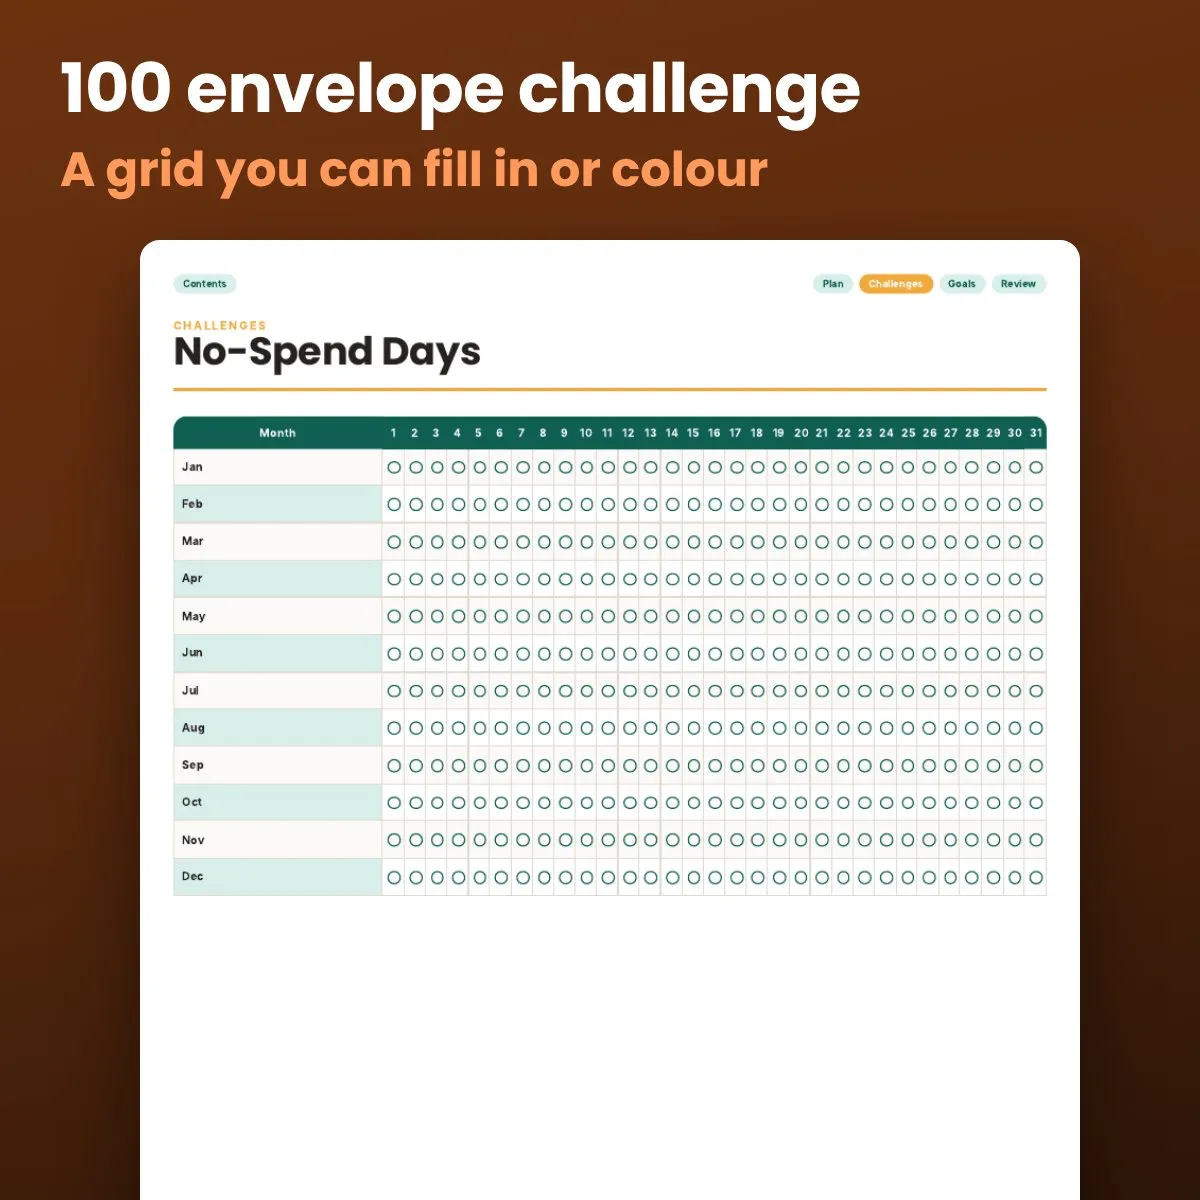 100 envelope challenge
A grid you can fill in or colour
Contents Plan Challenges Goals Review
CHALLENGES
No-Spend Days
Month 1 2 3 4 5 6 7 8 9 10 11 12 13 14 15 16 17 18 19 20 21 22 23 24 25 26 27 28 29 30 31
Jan
Feb
Mar
Apr
May
Jun
Jul
Aug
Sep
Oct
Nov
Dec